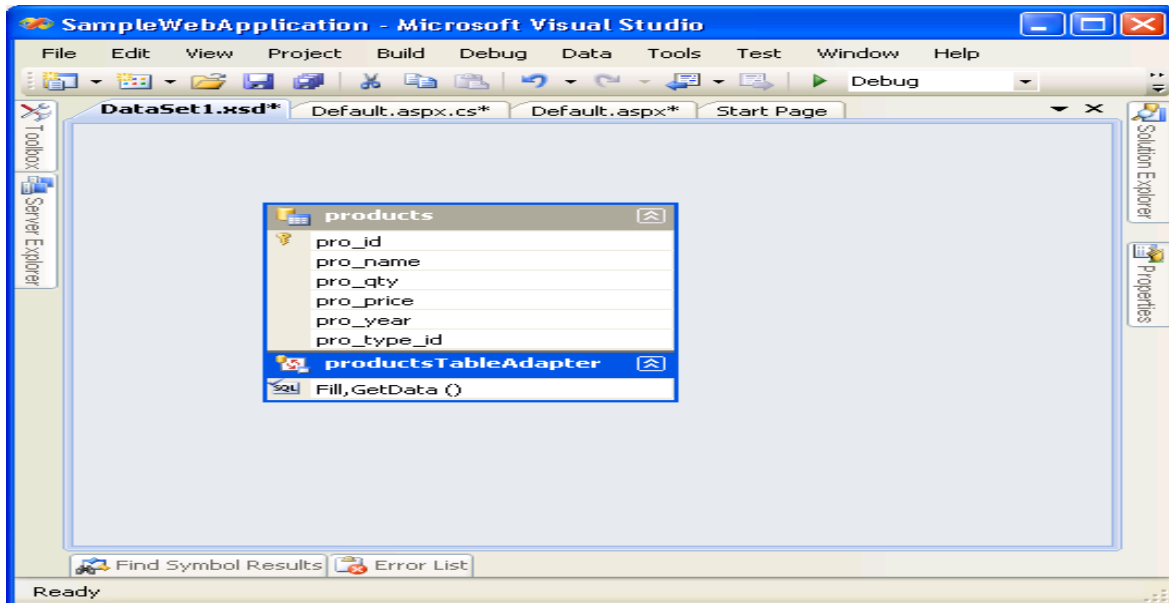 SampleWebApplication - Microsoft Visual Studio
File Edit View Project Build Debug Data Tools Test Window Help
Debug
DataSet1.xsd* Default.aspx.cs* Default.aspx* Start Page
Toolbox
Server Explorer
products
pro_id
pro_name
pro_qty
pro_price
pro_year
pro_type_id
productsTableAdapter
SQL Fill,GetData ()
Solution Explorer
Properties
Find Symbol Results Error List
Ready